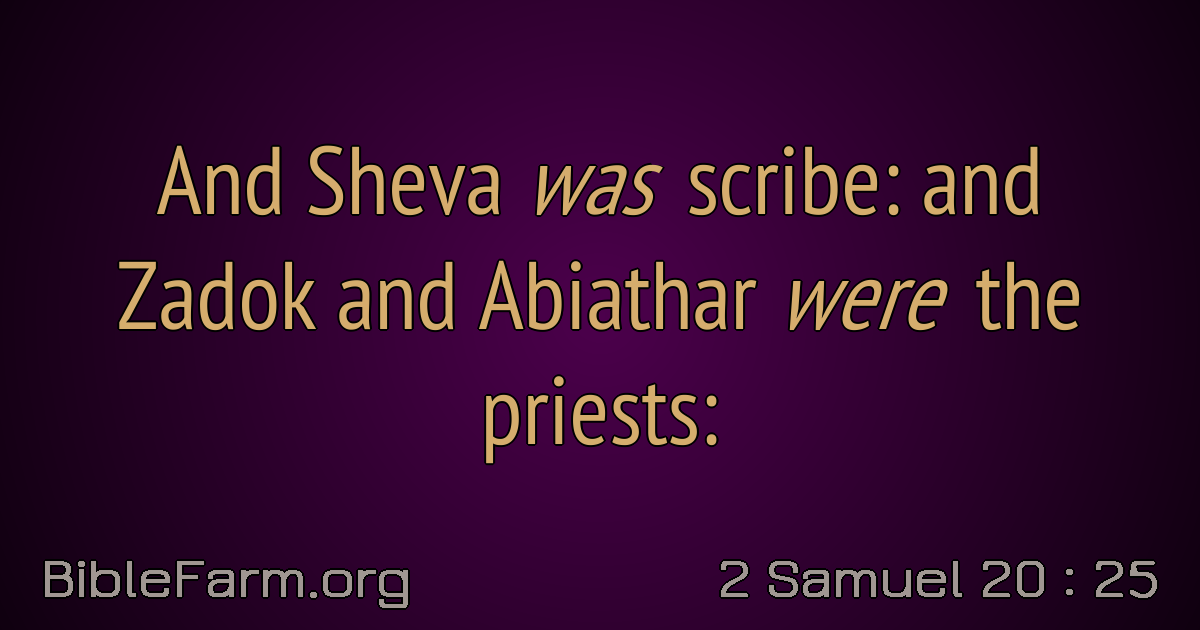 And Sheva was scribe: and
Zadok and Abiathar were the
priests:
BibleFarm.org
2 Samuel 20 : 25